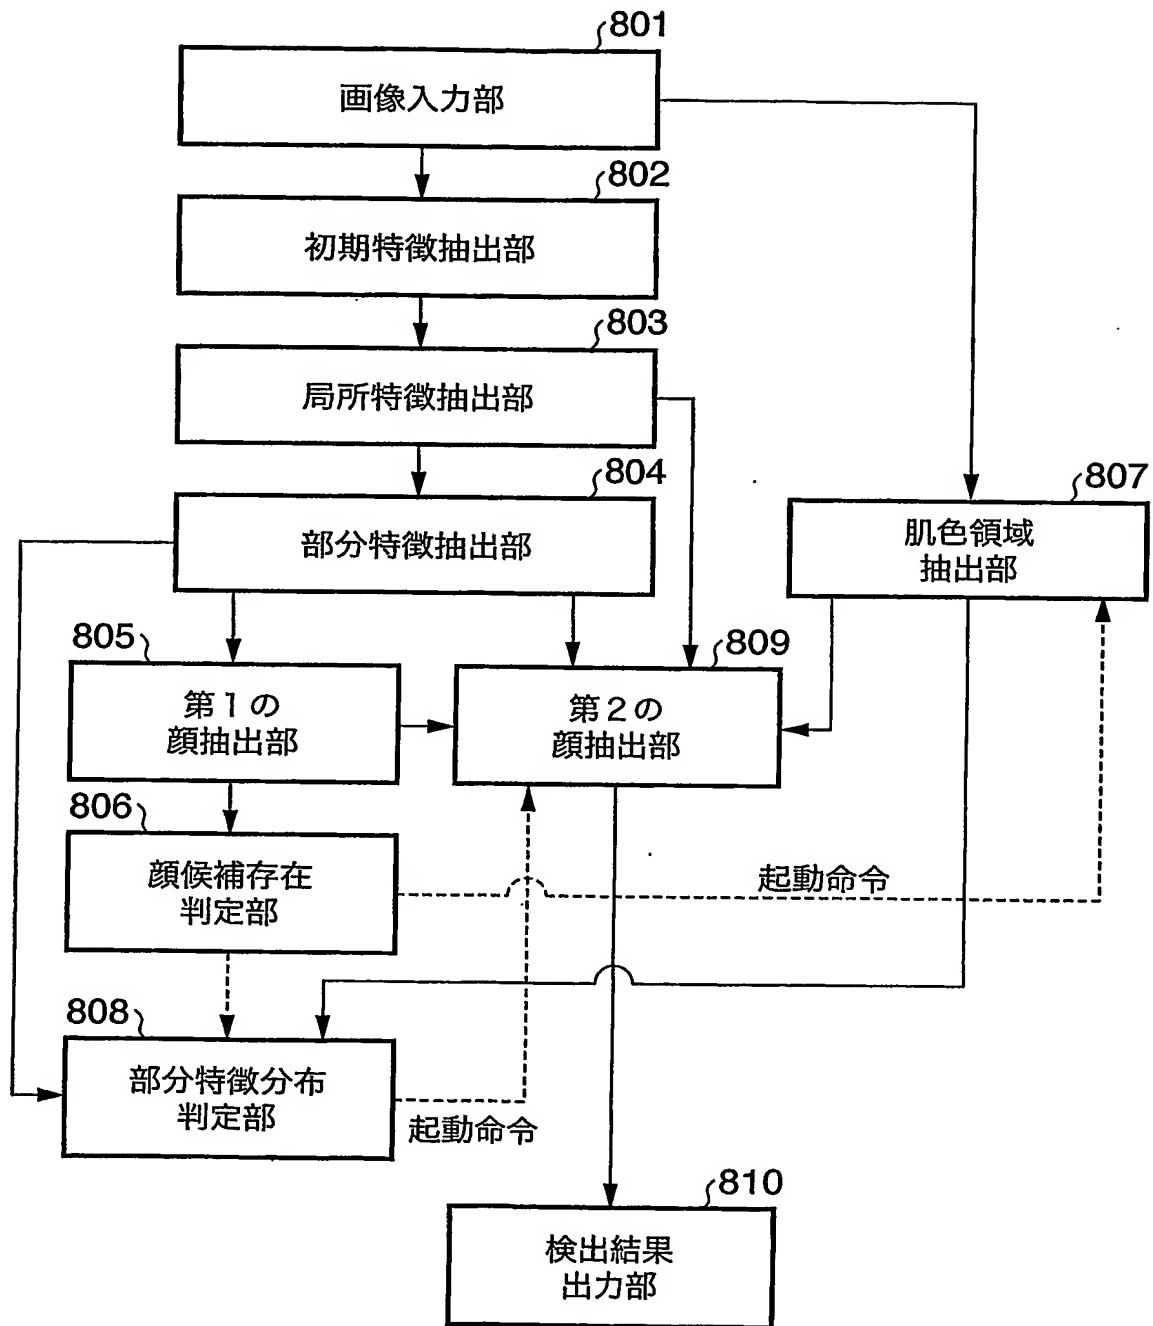 801
画像入力部
802
初期特徴抽出部
803
局所特徴抽出部
804
部分特徴抽出部
807
肌色領域
抽出部
805
第1の
顔抽出部
809
第2の
顔抽出部
806
顔候補存在
判定部
起動命令
808
部分特徴分布
判定部
起動命令
810
検出結果
出力部